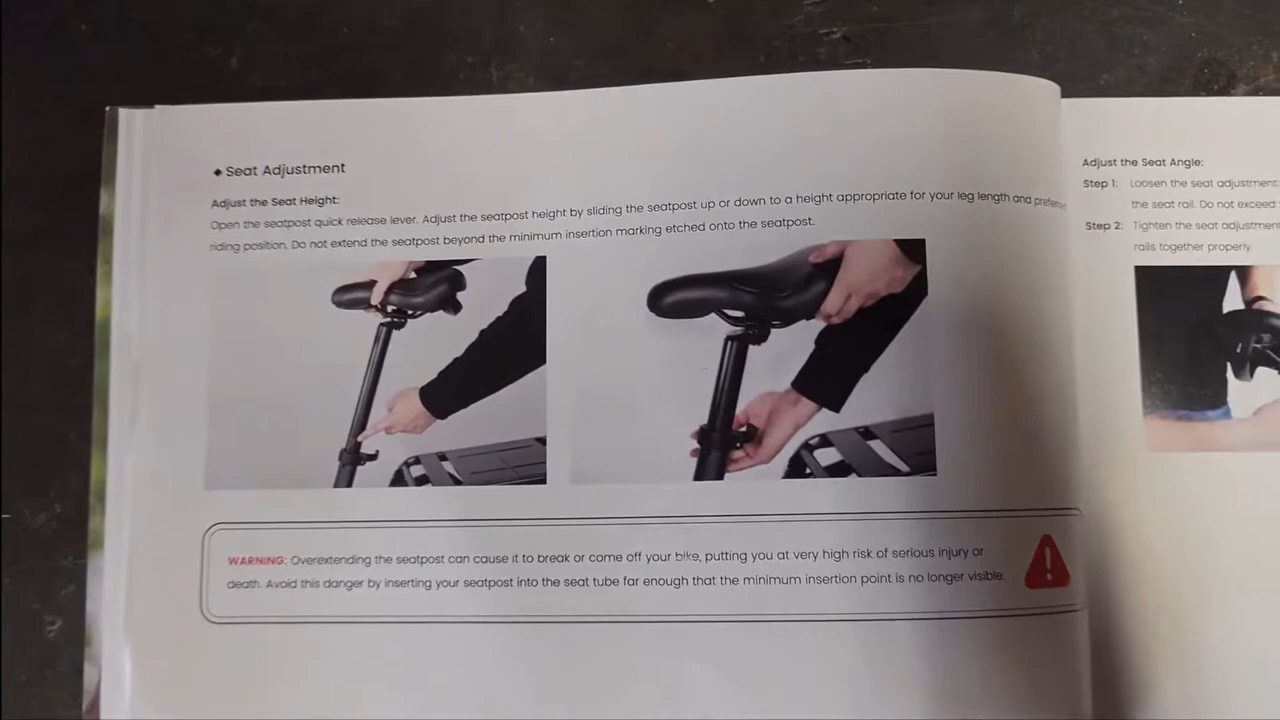 ◆ Seat Adjustment
Adjust the Seat Height:
Open the seatpost quick release lever. Adjust the seatpost height by sliding the seatpost up or down to a height appropriate for your leg length and
riding position. Do not extend the seatpost beyond the minimum insertion marking etched onto the seatpost.
WARNING: Overextending the seatpost can cause it to break or come off your bike, putting you at very high risk of serious injury or
death. Avoid this danger by inserting your seatpost into the seat tube far enough that the minimum insertion point is no longer visible.
Adjust the Seat Angle:
Step 1: Loosen the seat adjustment
the seat rail. Do not exceed
Step 2: Tighten the seat adjustment
rails together properly